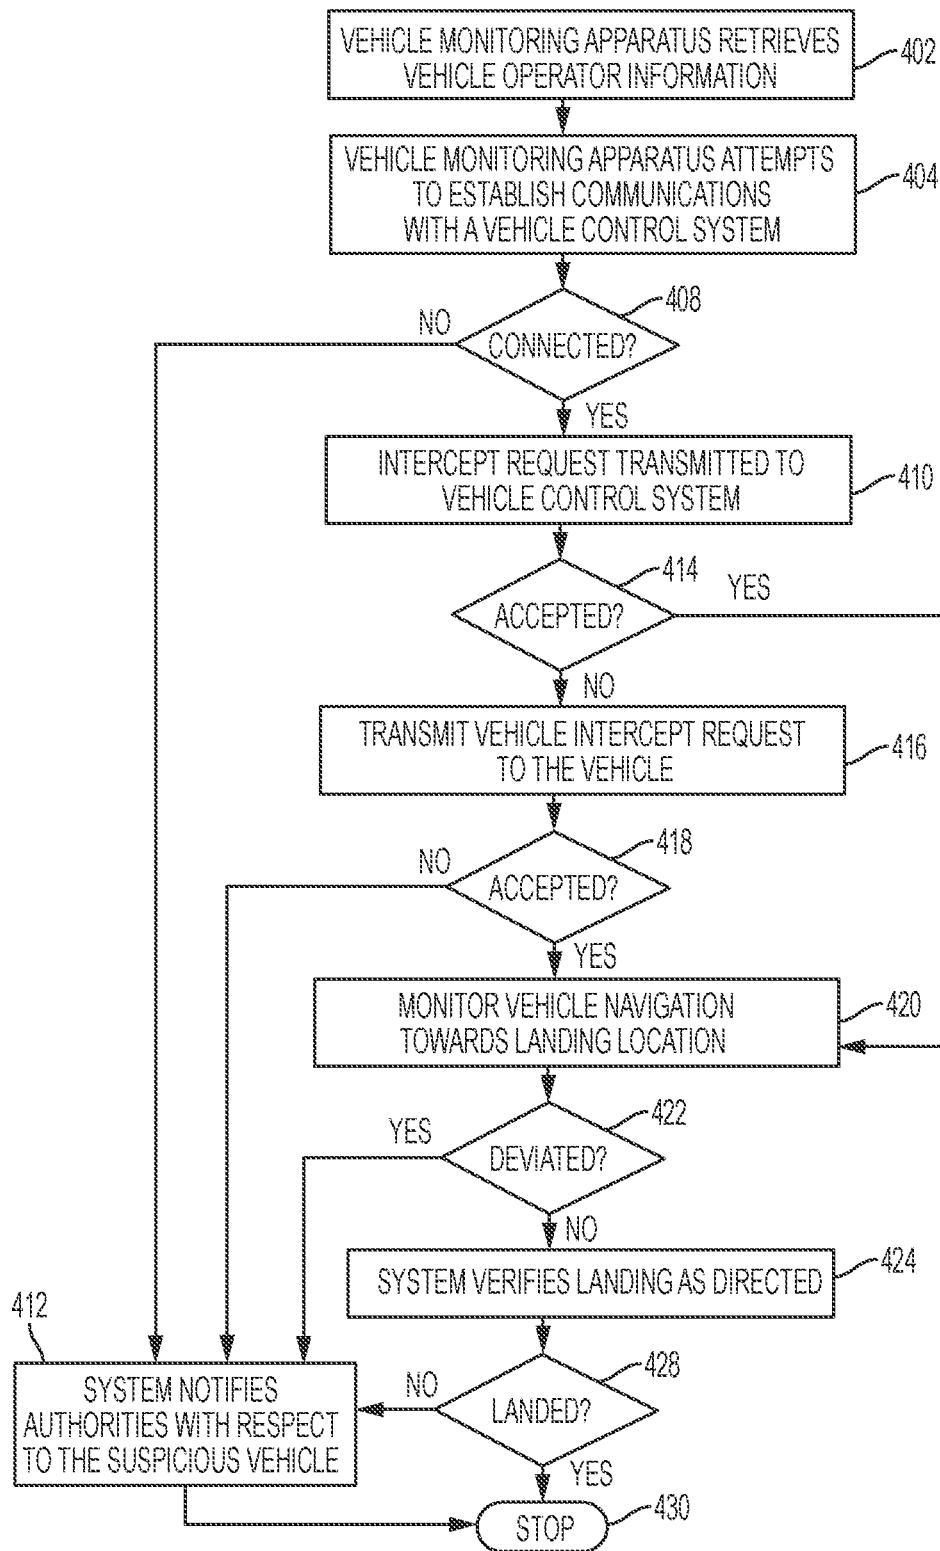 VEHICLE MONITORING APPARATUS RETRIEVES
VEHICLE OPERATOR INFORMATION
402
VEHICLE MONITORING APPARATUS ATTEMPTS
TO ESTABLISH COMMUNICATIONS
WITH A VEHICLE CONTROL SYSTEM
404
408
NO
CONNECTED?
YES
INTERCEPT REQUEST TRANSMITTED TO
VEHICLE CONTROL SYSTEM
410
414
YES
ACCEPTED?
NO
TRANSMIT VEHICLE INTERCEPT REQUEST
TO THE VEHICLE
416
418
NO
ACCEPTED?
YES
MONITOR VEHICLE NAVIGATION
TOWARDS LANDING LOCATION
420
422
YES
DEVIATED?
NO
SYSTEM VERIFIES LANDING AS DIRECTED
424
412
SYSTEM NOTIFIES
AUTHORITIES WITH RESPECT
TO THE SUSPICIOUS VEHICLE
428
NO
LANDED?
YES
STOP
430